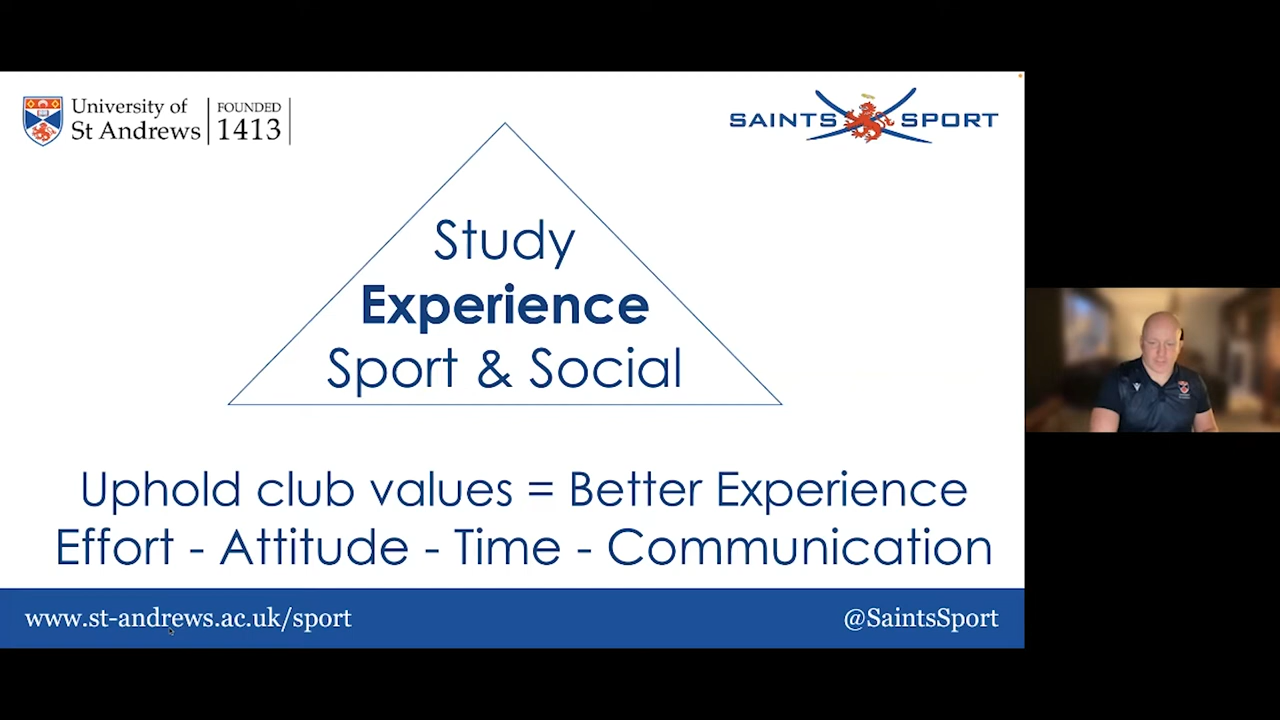 University of
St Andrews
FOUNDED
1413
SAINTS SPORT
Study
Experience
Sport & Social
Uphold club values = Better Experience
Effort - Attitude - Time - Communication
www.st-andrews.ac.uk/sport
@SaintsSport